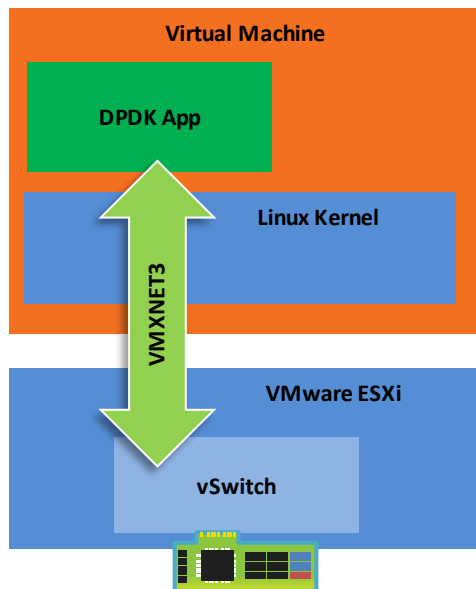 Virtual Machine
DPDK App
Linux Kernel
VMXNET3
VMware ESXi
vSwitch